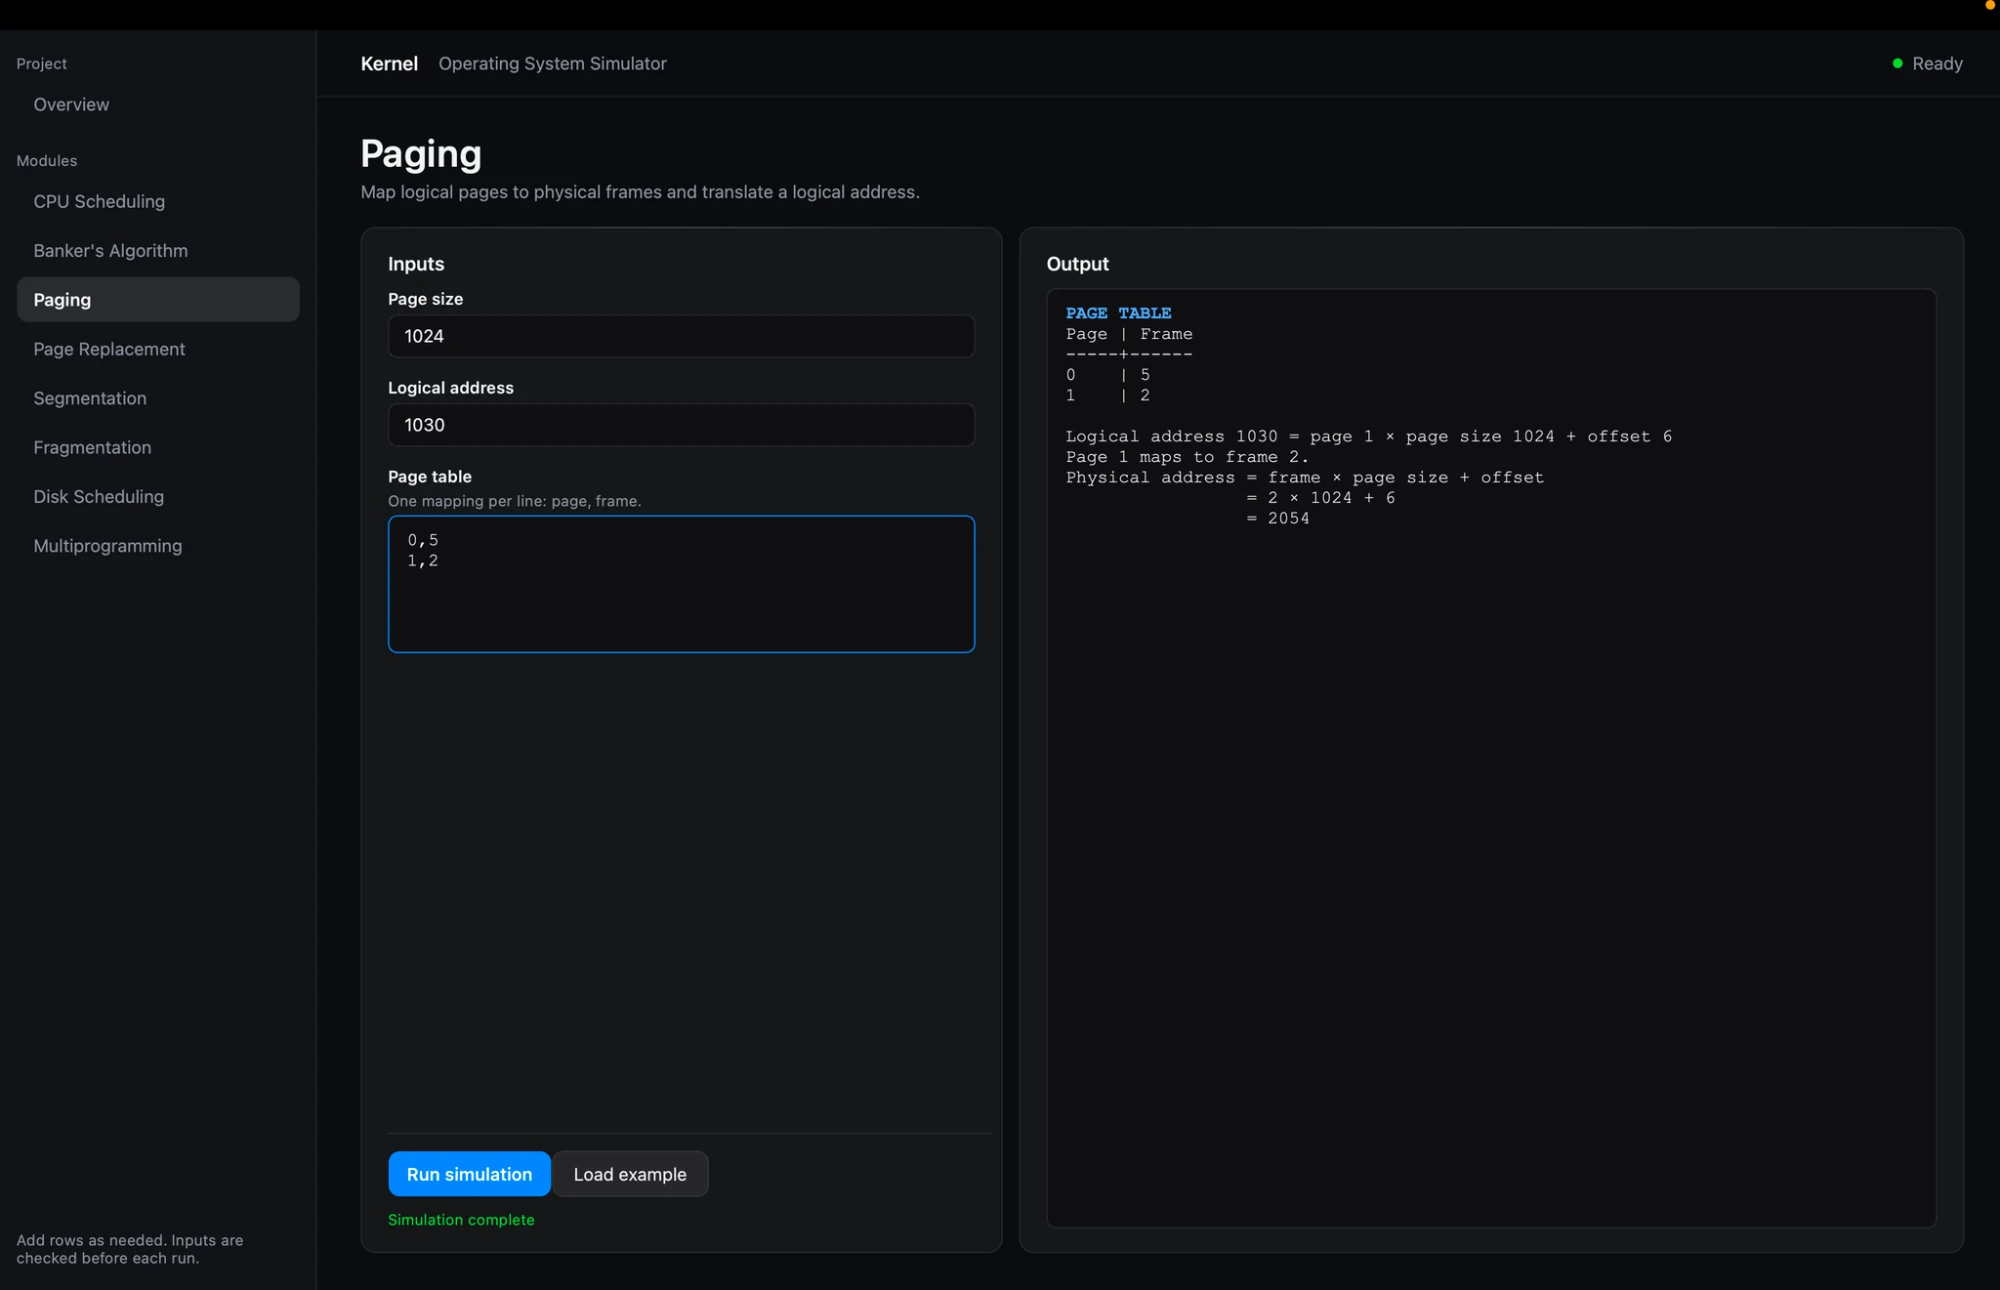 Project
Overview
Modules
CPU Scheduling
Banker's Algorithm
Paging
Page Replacement
Segmentation
Fragmentation
Disk Scheduling
Multiprogramming
Add rows as needed. Inputs are
checked before each run.
Kernel Operating System Simulator
Ready
Paging
Map logical pages to physical frames and translate a logical address.
Inputs
Page size
1024
Logical address
1030
Page table
One mapping per line: page, frame.
0,5
1,2
Run simulation Load example
Simulation complete
Output
PAGE TABLE
Page | Frame
-----+------
0    | 5
1    | 2
Logical address 1030 = page 1 × page size 1024 + offset 6
Page 1 maps to frame 2.
Physical address = frame × page size + offset
= 2 × 1024 + 6
= 2054